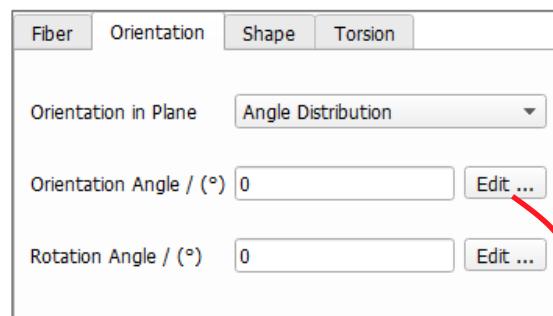 Fiber Orientation Shape Torsion
Orientation in Plane Angle Distribution
Orientation Angle / (°) 0 Edit ...
Rotation Angle / (°) 0 Edit ...